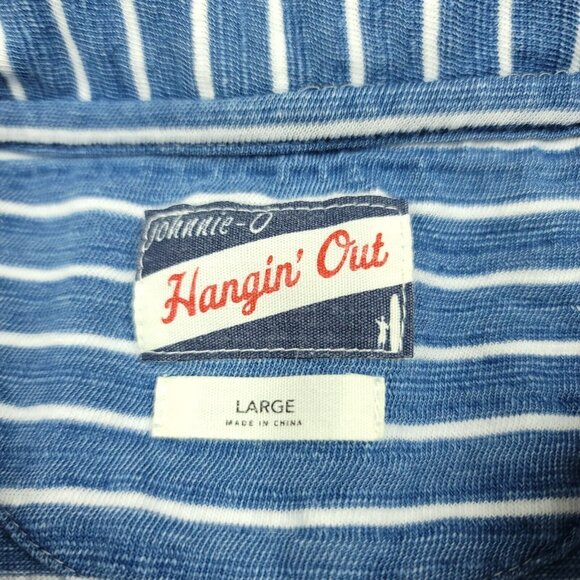 johnnie-O
Hangin' Out
LARGE
MADE IN CHINA